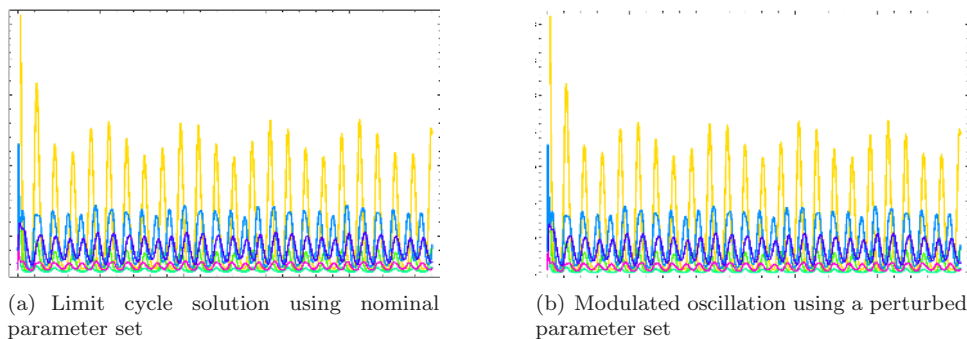 (a) Limit cycle solution using nominal
parameter set
(b) Modulated oscillation using a perturbed
parameter set